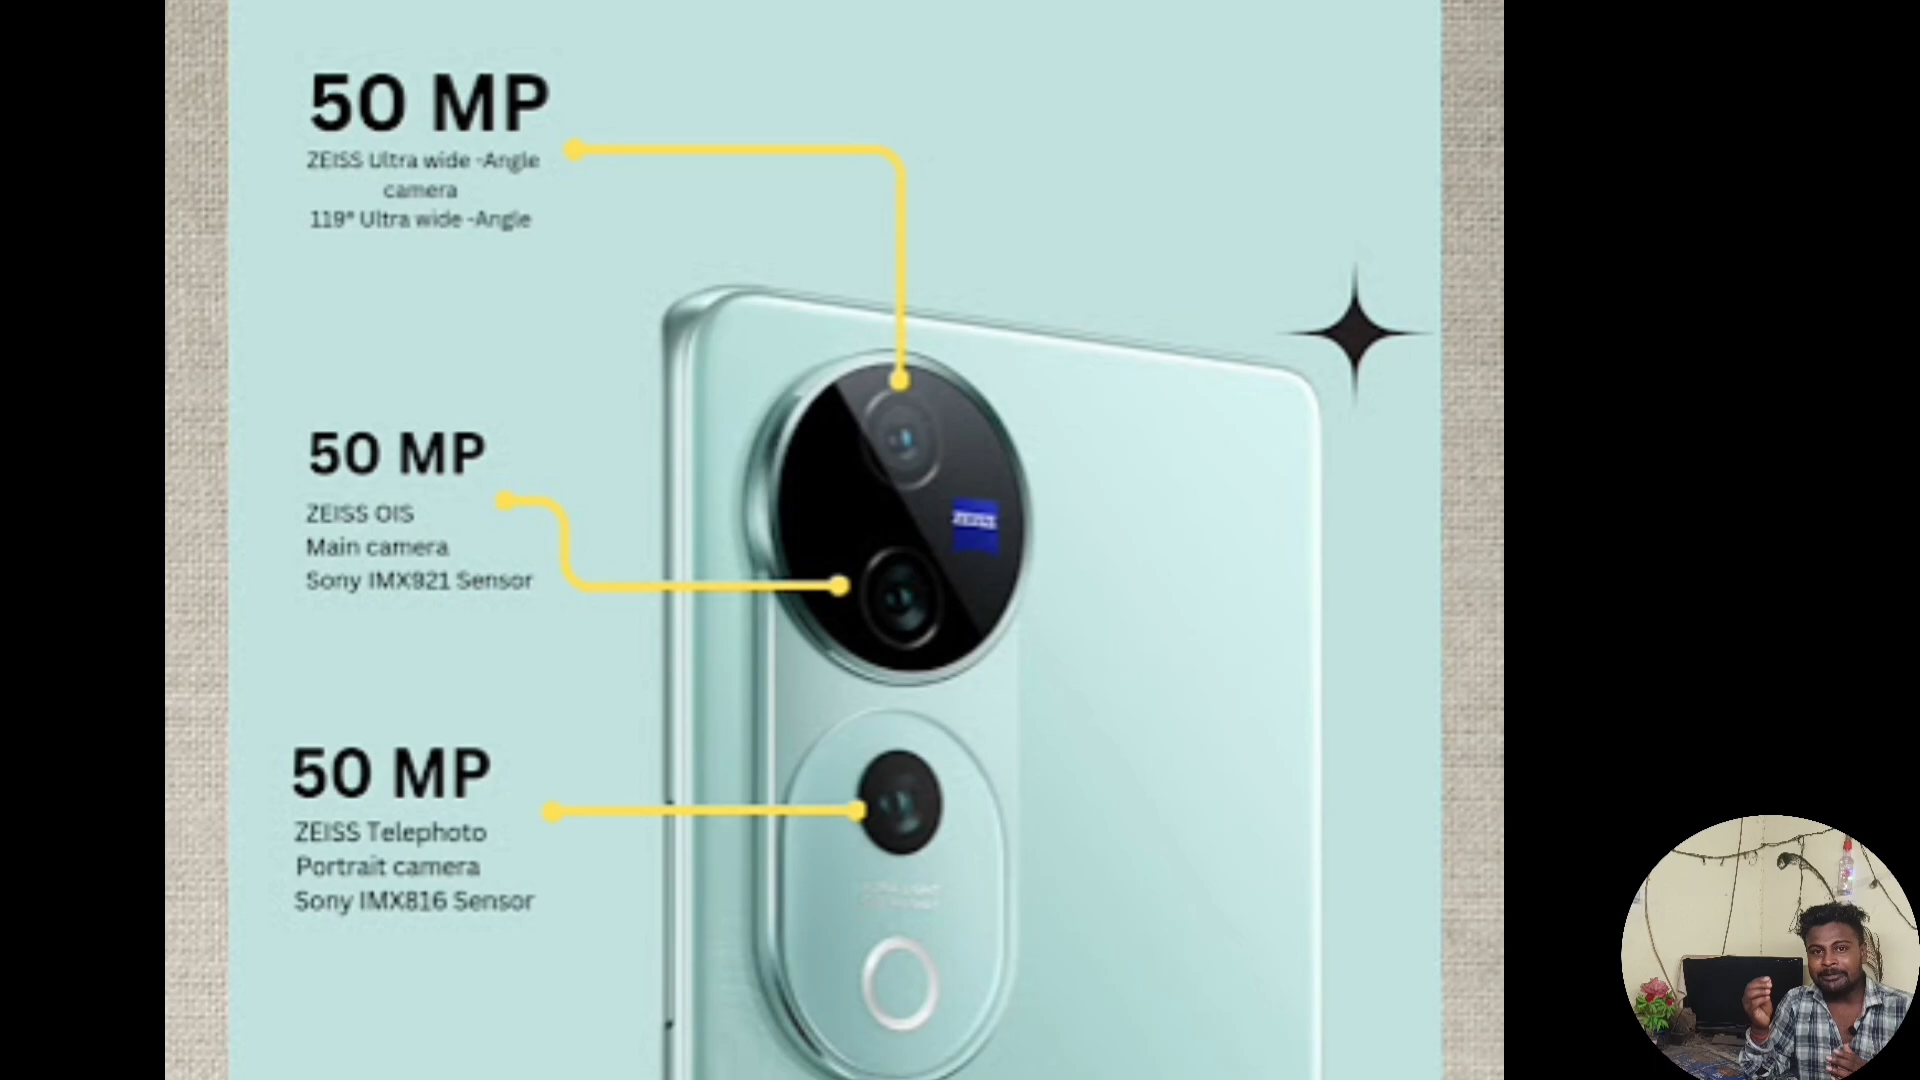 50 MP
ZEISS Ultra wide -Angle
camera
119° Ultra wide -Angle
50 MP
ZEISS OIS
Main camera
Sony IMX921 Sensor
ZEISS
50 MP
ZEISS Telephoto
Portrait camera
Sony IMX816 Sensor